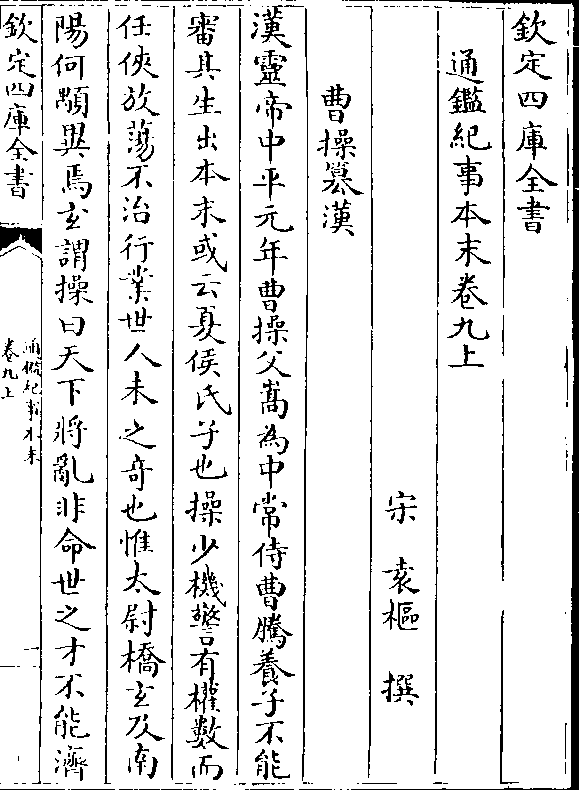 欽定四庫全書
通鑑紀事本末卷九上
宋 袁樞 撰
曹操簒漢
漢靈帝中平元年曹操父嵩為中常侍曹騰養子不能
審其生出本末或云夏侯氏子也操少機警有權數而
任俠放蕩不治行業世人未之奇也惟太尉橋玄及南
陽何顒異焉玄謂操曰天下將亂非命世之才不能濟
欽定四庫全書
通鑑紀事本末
卷九上